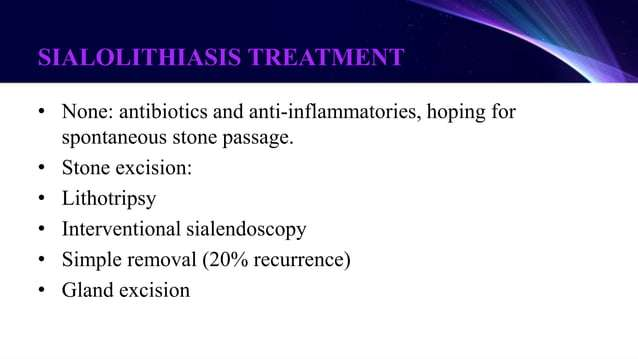 SIALOLITHIASIS TREATMENT
• None: antibiotics and anti-inflammatories, hoping for
spontaneous stone passage.
• Stone excision:
• Lithotripsy
• Interventional sialendoscopy
• Simple removal (20% recurrence)
• Gland excision